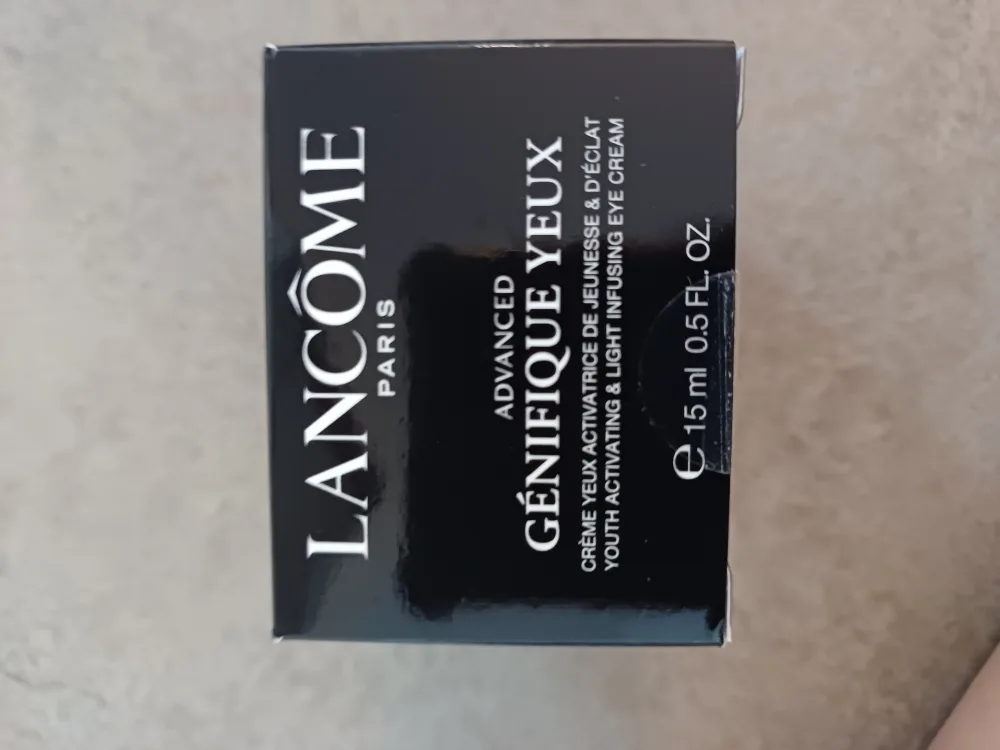 LANCÔME
PARIS
ADVANCED
GÉNIFIQUE YEUX
CRÈME YEUX ACTIVATRICE DE JEUNESSE & D'ÉCLAT
YOUTH ACTIVATING & LIGHT INFUSING EYE CREAM
℮ 15 ml 0.5 FL. OZ.